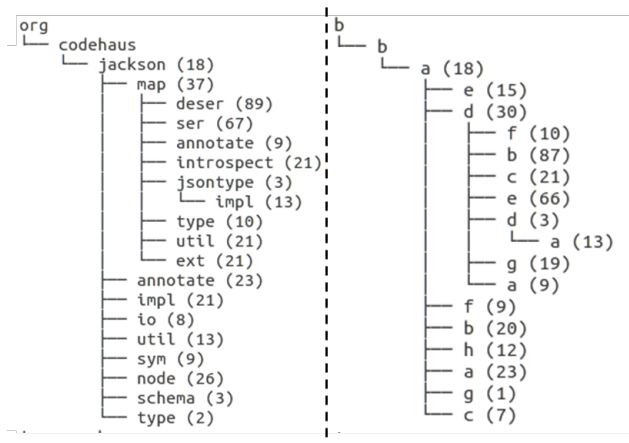 org
└── codehaus
    └── jackson (18)
        ├── map (37)
        │   ├── deser (89)
        │   ├── ser (67)
        │   ├── annotate (9)
        │   ├── introspect (21)
        │   ├── jsontype (3)
        │   │   └── impl (13)
        │   ├── type (10)
        │   ├── util (21)
        │   └── ext (21)
        ├── annotate (23)
        ├── impl (21)
        ├── io (8)
        ├── util (13)
        ├── sym (9)
        ├── node (26)
        ├── schema (3)
        └── type (2)
b
└── b
    └── a (18)
        ├── e (15)
        ├── d (30)
        │   ├── f (10)
        │   ├── b (87)
        │   ├── c (21)
        │   ├── e (66)
        │   ├── d (3)
        │   │   └── a (13)
        │   ├── g (19)
        │   └── a (9)
        ├── f (9)
        ├── b (20)
        ├── h (12)
        ├── a (23)
        ├── g (1)
        └── c (7)